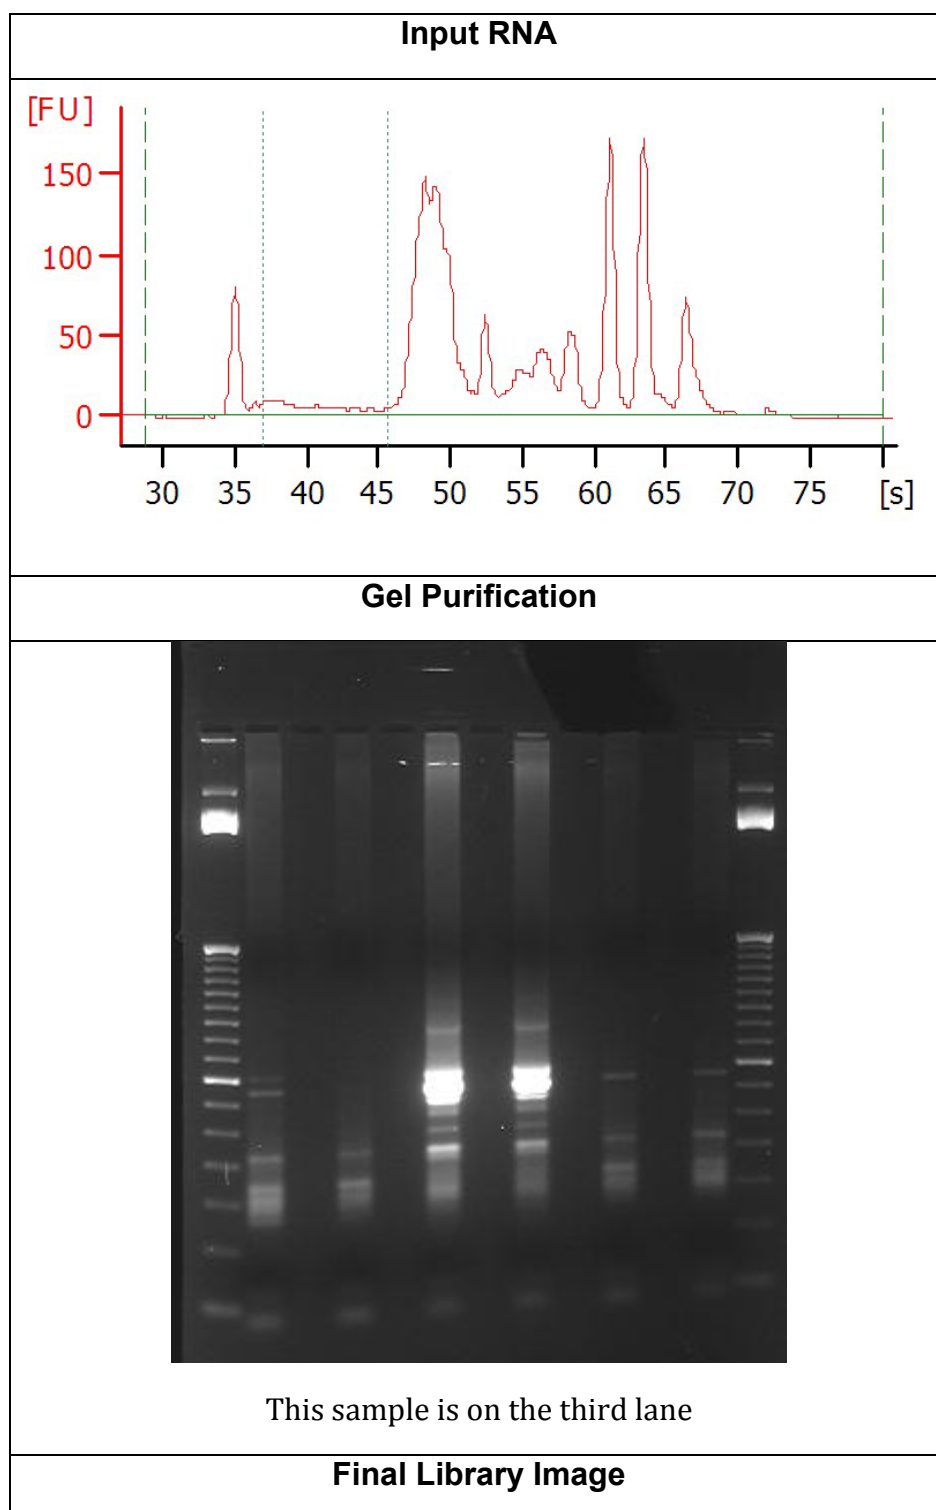 Input RNA
[FU]
150
100
50
0
30 35 40 45 50 55 60 65 70 75 [s]
Gel Purification
This sample is on the third lane
Final Library Image